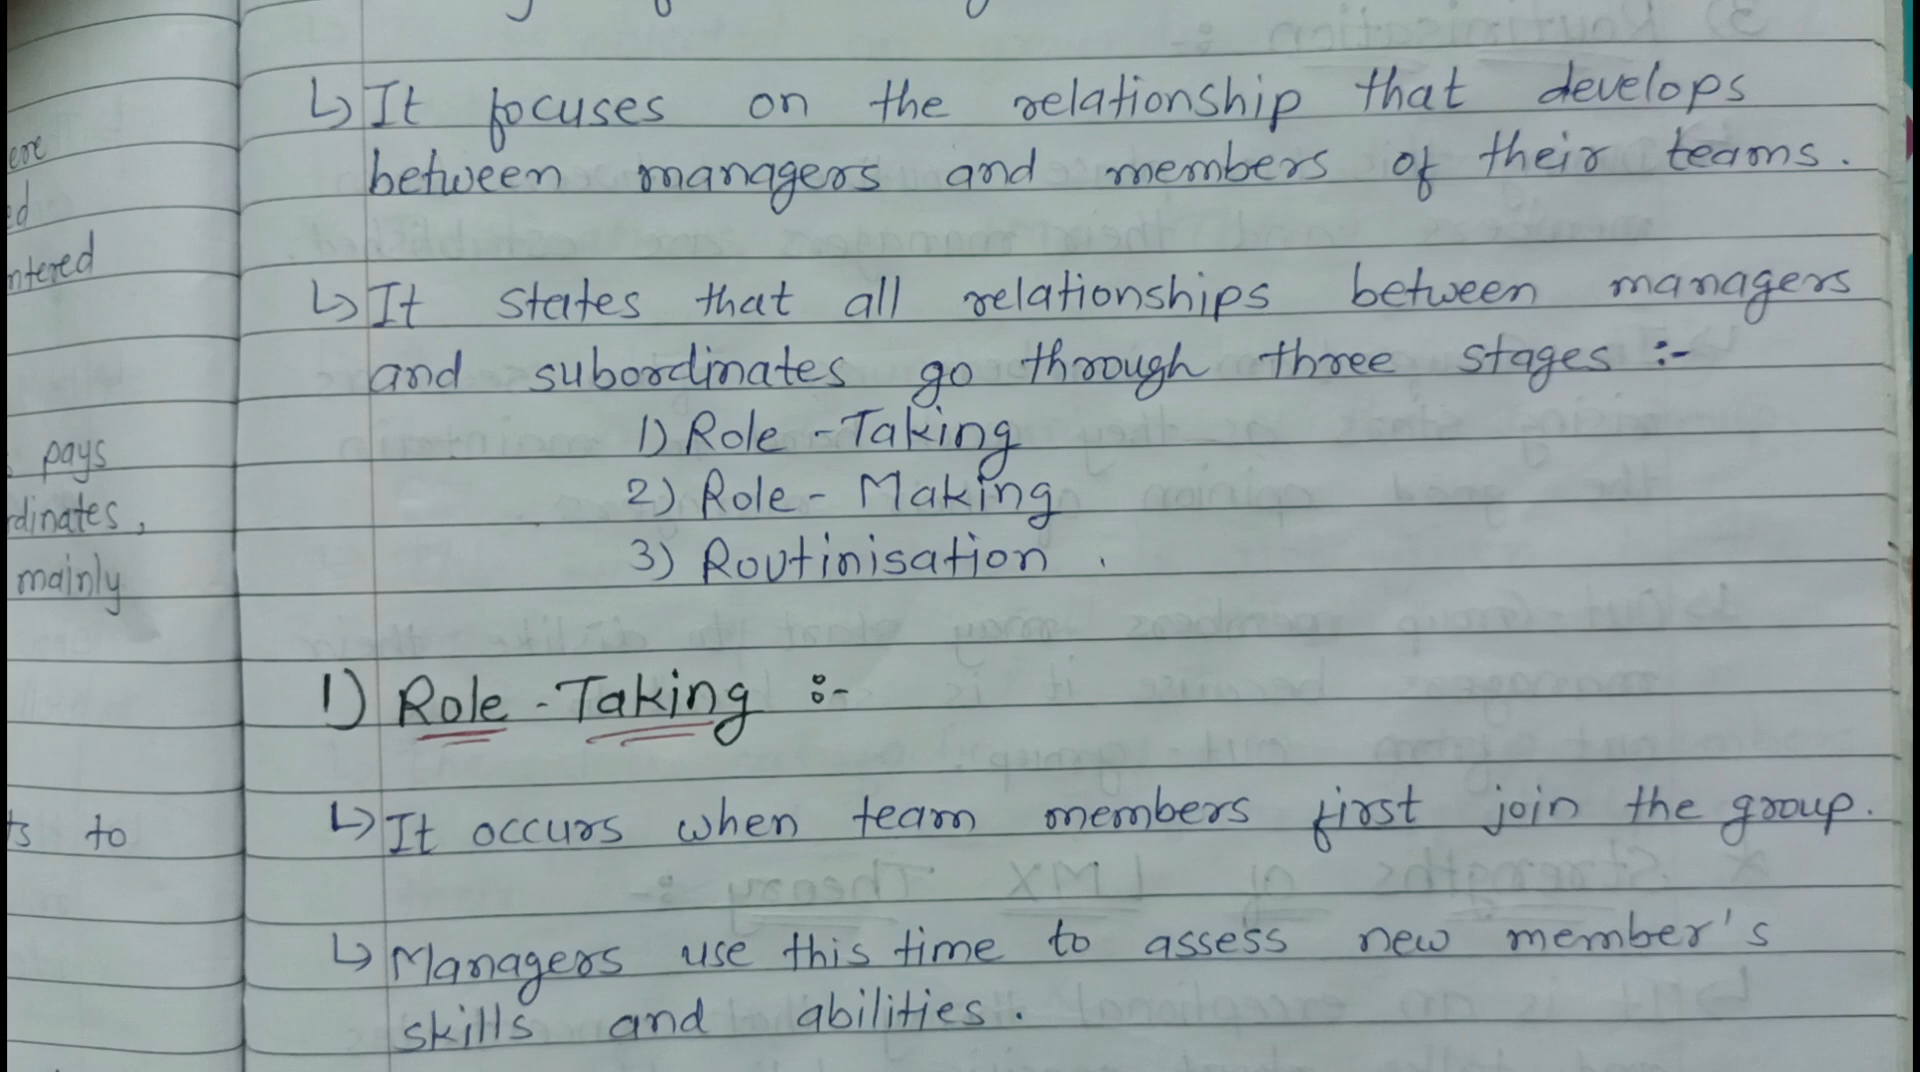 ↳ It focuses on the relationship that develops
between managers and members of their teams.
↳ It states that all relationships between managers
and subordinates go through three stages :-
1) Role - Taking
2) Role - Making
3) Routinisation .
1) Role - Taking :-
↳ It occurs when team members first join the group.
↳ Managers use this time to assess new member's
skills and abilities.
ntered
pays
dinates,
mainly
to